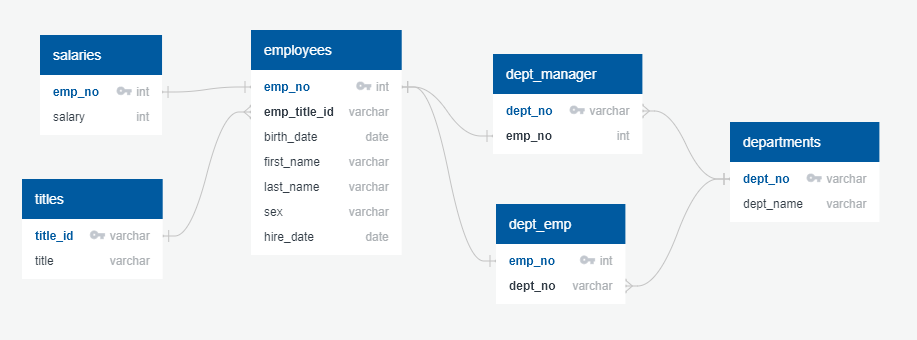 salaries
emp_no int
salary int
titles
title_id varchar
title varchar
employees
emp_no int
emp_title_id varchar
birth_date date
first_name varchar
last_name varchar
sex varchar
hire_date date
dept_manager
dept_no varchar
emp_no int
dept_emp
emp_no int
dept_no varchar
departments
dept_no varchar
dept_name varchar